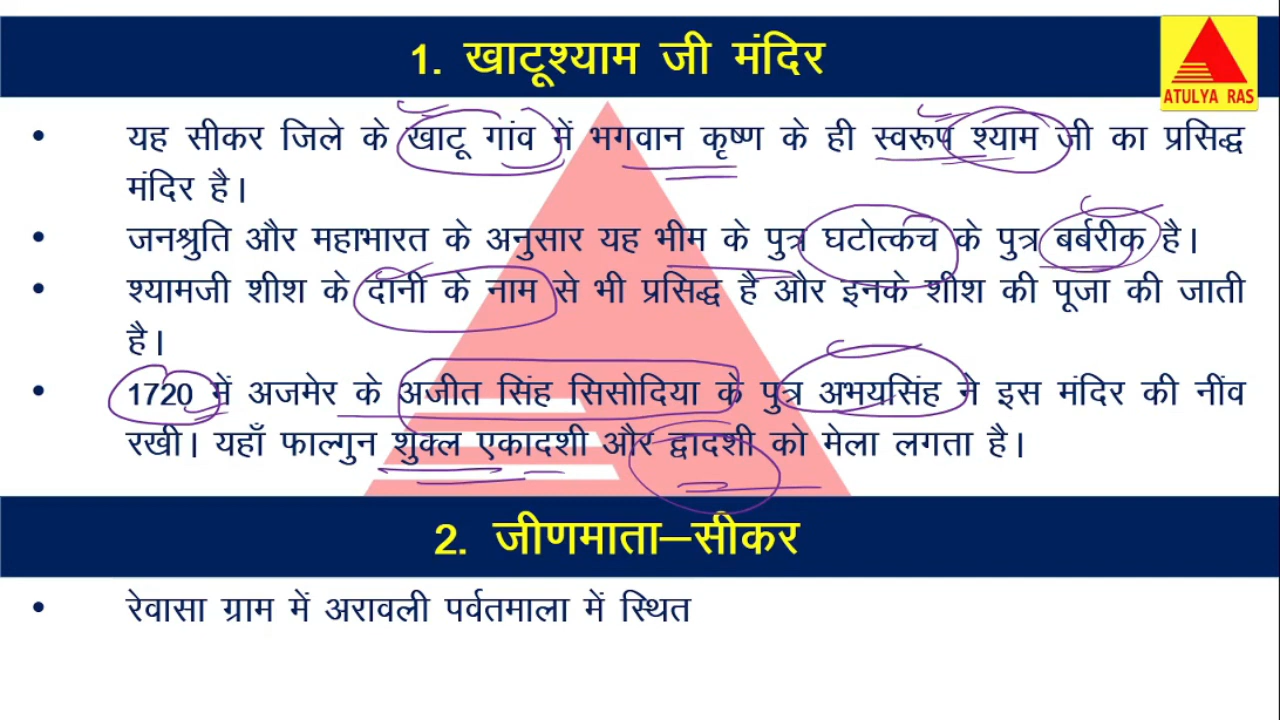 1. खाटूश्याम जी मंदिर
ATULYA RAS
• यह सीकर जिले के खाटू गांव में भगवान कृष्ण के ही स्वरूप श्याम जी का प्रसिद्ध
मंदिर है।
• जनश्रुति और महाभारत के अनुसार यह भीम के पुत्र घटोत्कच के पुत्र बर्बरीक है।
• श्यामजी शीश के दानी के नाम से भी प्रसिद्ध है और इनके शीश की पूजा की जाती
है।
• 1720 में अजमेर के अजीत सिंह सिसोदिया के पुत्र अभयसिंह ने इस मंदिर की नींव
रखी। यहाँ फाल्गुन शुक्ल एकादशी और द्वादशी को मेला लगता है।
2. जीणमाता–सीकर
• रेवासा ग्राम में अरावली पर्वतमाला में स्थित